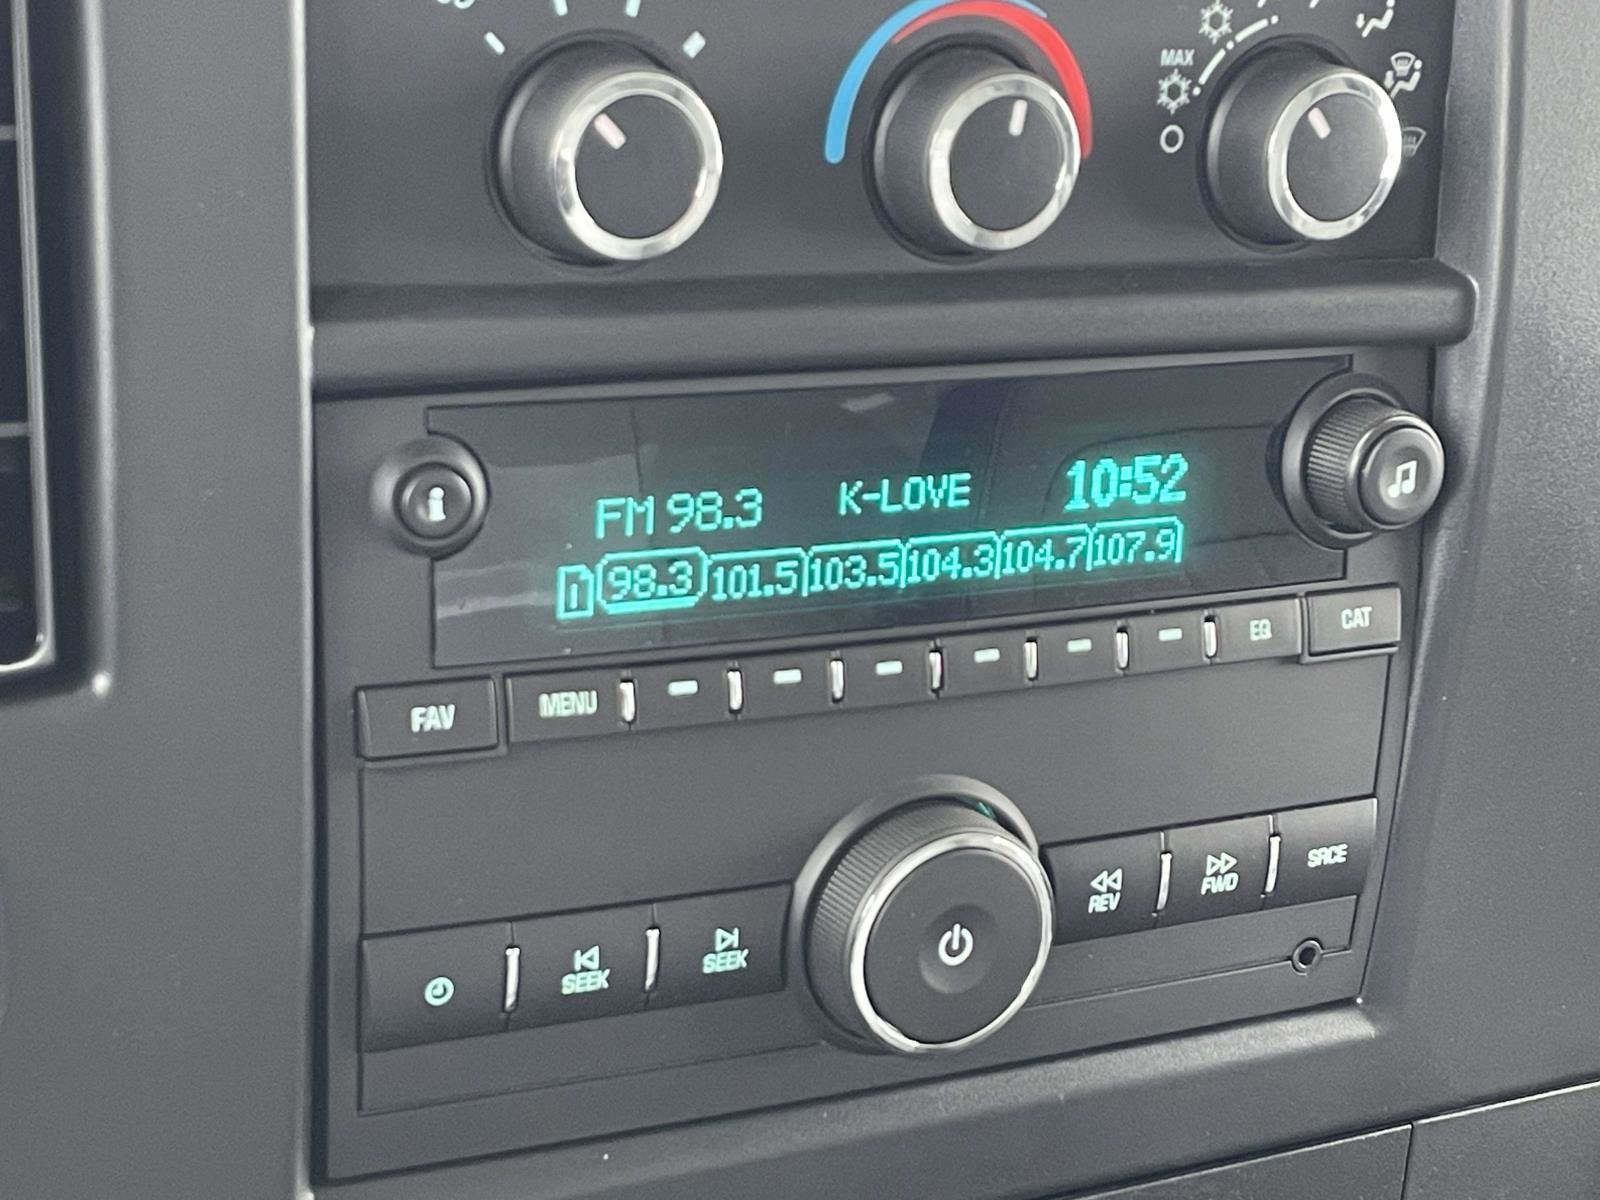 MAX
FM 98.3 K-LOVE 10:52
1 98.3 101.5 103.5 104.3 104.7 107.9
i
FAV MENU EQ CAT
SEEK SEEK REV FWD SRCE